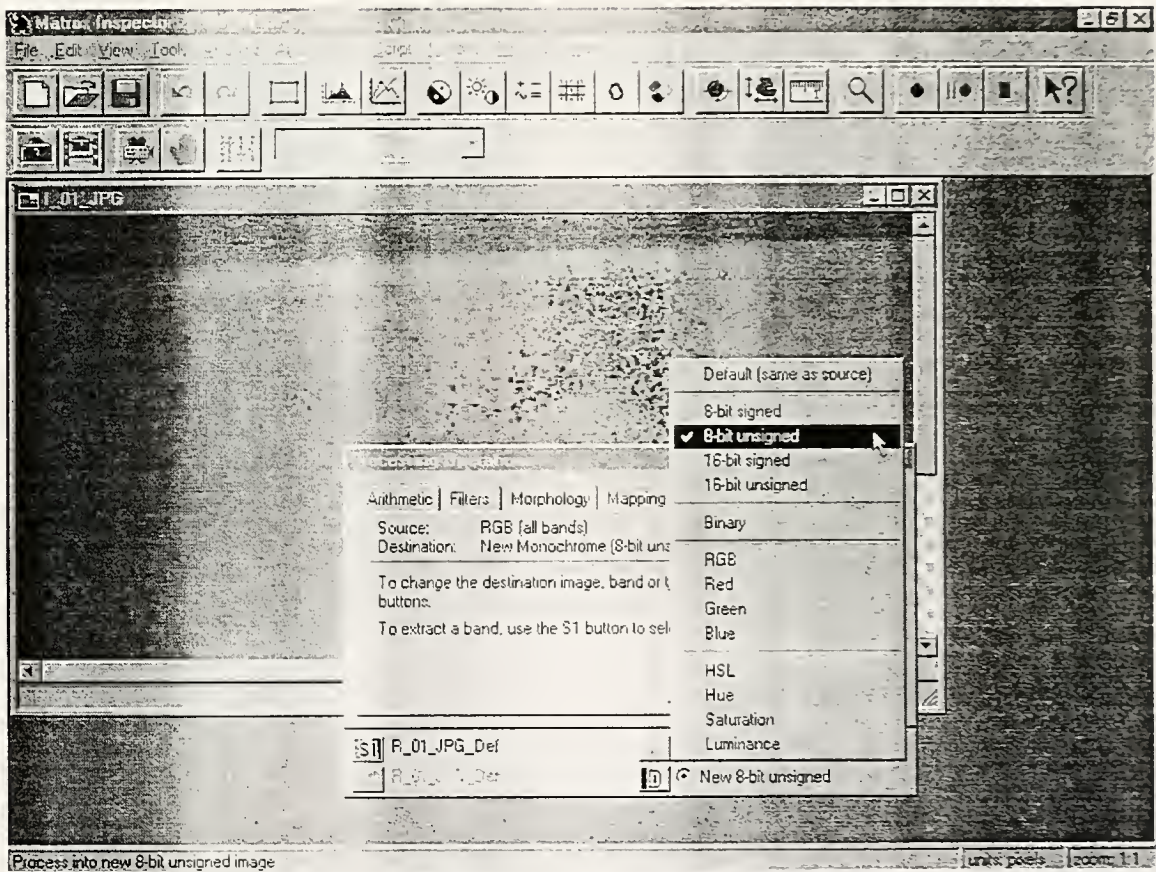 Matrox Inspector
File Edit View Tool Script
R_01_JPG
Default (same as source)
8-bit signed
8-bit unsigned
16-bit signed
16-bit unsigned
Binary
RGB
Red
Green
Blue
HSL
Hue
Saturation
Luminance
Arithmetic Filters Morphology Mapping
Source: RGB (all bands)
Destination: New Monochrome (8-bit uns
To change the destination image, band or t
buttons.
To extract a band, use the S1 button to sel
S1 R_01_JPG_Def
New 8-bit unsigned
Process into new 8-bit unsigned image
units: pixels zoom: 1:1